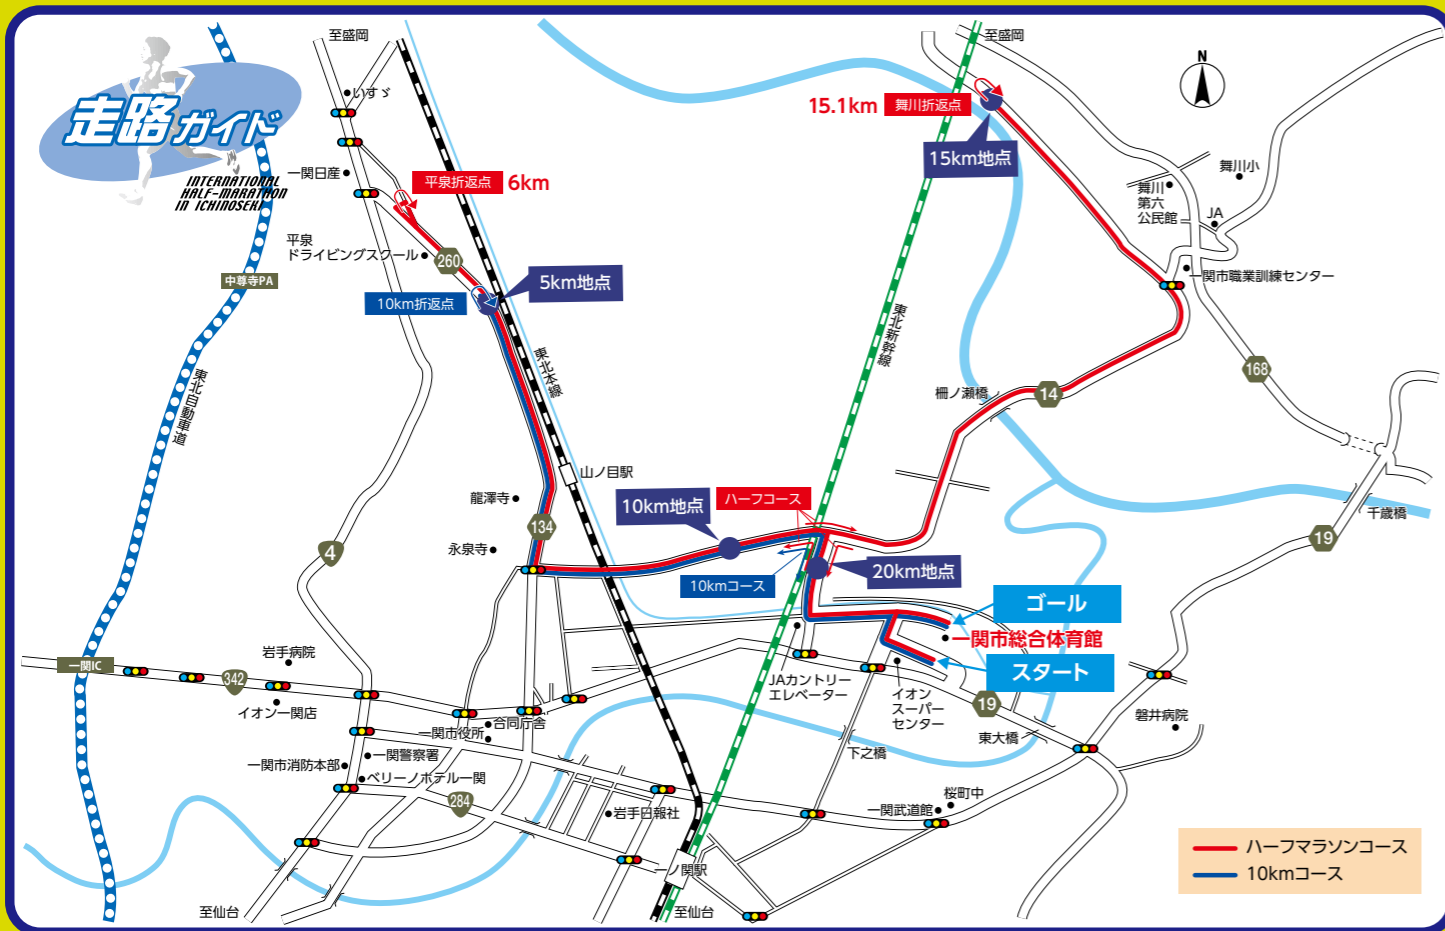 走路ガイド
INTERNATIONAL
HALF-MARATHON
IN ICHINOSEKI
至盛岡
いすゞ
一関日産
平泉折返点 6km
平泉
ドライビングスクール
260
中尊寺PA
10km折返点
5km地点
東北自動車道
東北本線
山ノ目駅
龍澤寺
134
永泉寺
4
至盛岡
N
15.1km 舞川折返点
15km地点
舞川小
舞川
第六
公民館
JA
一関市職業訓練センター
東北新幹線
168
柵ノ瀬橋
14
千歳橋
19
10km地点
ハーフコース
10kmコース
20km地点
ゴール
一関市総合体育館
スタート
一関IC
岩手病院
342
イオン一関店
JAカントリー
エレベーター
イオン
スーパー
センター
19
東大橋
磐井病院
合同庁舎
一関市役所
一関警察署
一関市消防本部
ベリーノホテル一関
284
岩手日報社
下之橋
桜町中
一関武道館
一ノ関駅
至仙台
至仙台
ハーフマラソンコース
10kmコース